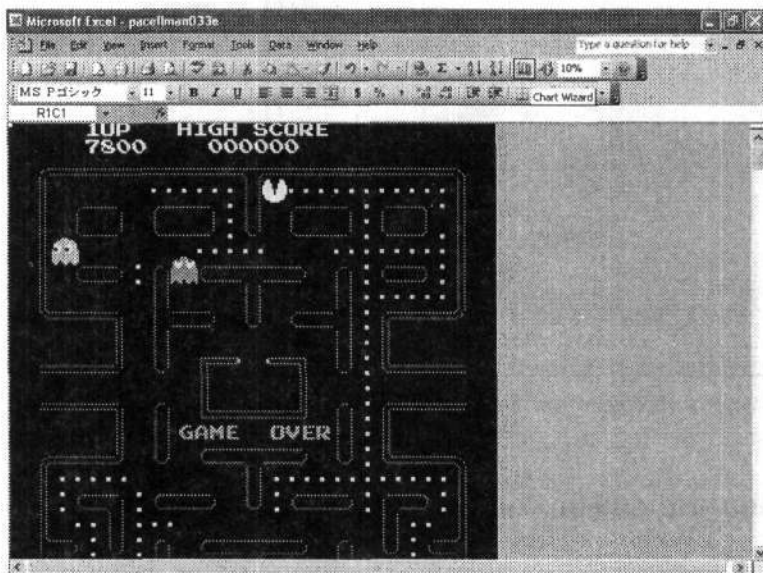 Microsoft Excel - pacellman033e
File Edit View Insert Format Tools Data Window Help Type a question for help
10%
MS Pゴシック 11 B I U Chart Wizard
R1C1 fx
1UP HIGH SCORE
7800 000000
GAME OVER